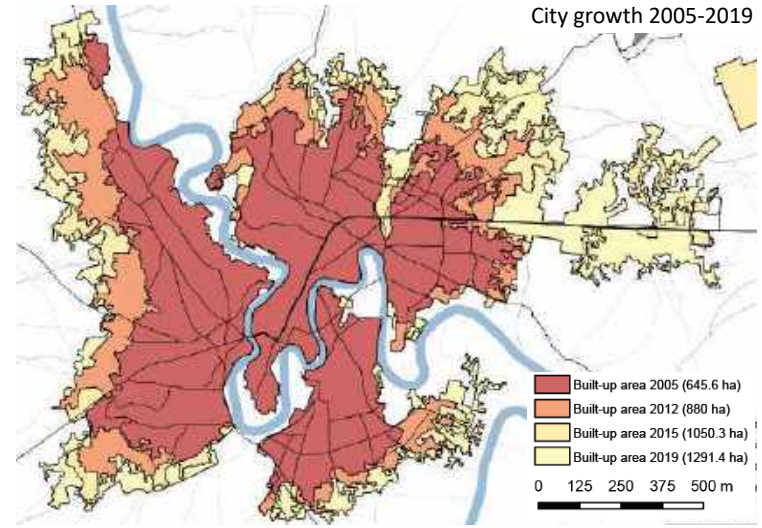 City growth 2005-2019
Built-up area 2005 (645.6 ha)
Built-up area 2012 (880 ha)
Built-up area 2015 (1050.3 ha)
Built-up area 2019 (1291.4 ha)
0 125 250 375 500 m